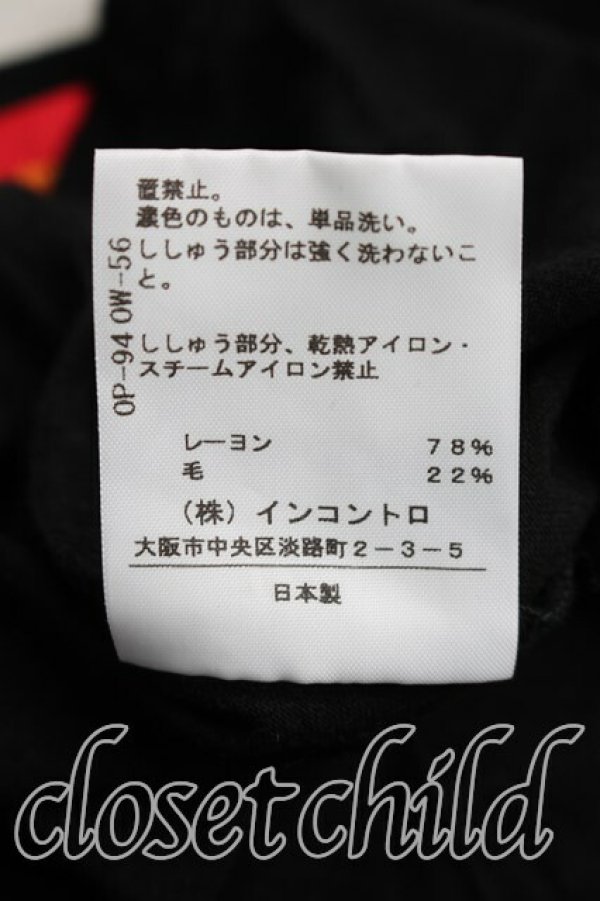 置禁止。
濃色のものは、単品洗い。
ししゅう部分は強く洗わないこ
と。
ししゅう部分、乾熱アイロン・
スチームアイロン禁止
OP-94 OW-56
レーヨン 78%
毛 22%
（株）インコントロ
大阪市中央区淡路町2-3-5
日本製
closet child